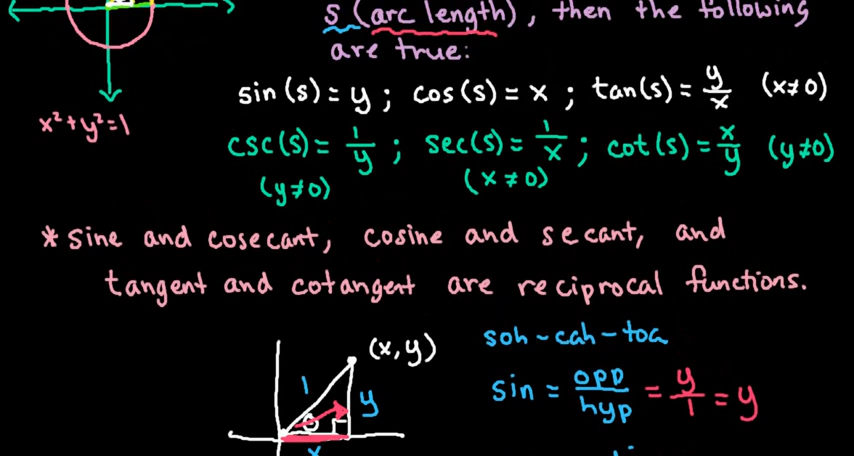 s (arc length), then the following
are true:
sin(s) = y ; cos(s) = x ; tan(s) = y/x (x≠0)
x² + y² = 1
csc(s) = 1/y ; sec(s) = 1/x ; cot(s) = x/y (y≠0)
(y≠0) (x≠0)
* Sine and cosecant, cosine and secant, and
tangent and cotangent are reciprocal functions.
soh-cah-toa
(x, y)
1
sin = opp/hyp = y/1 = y
y
θ
x